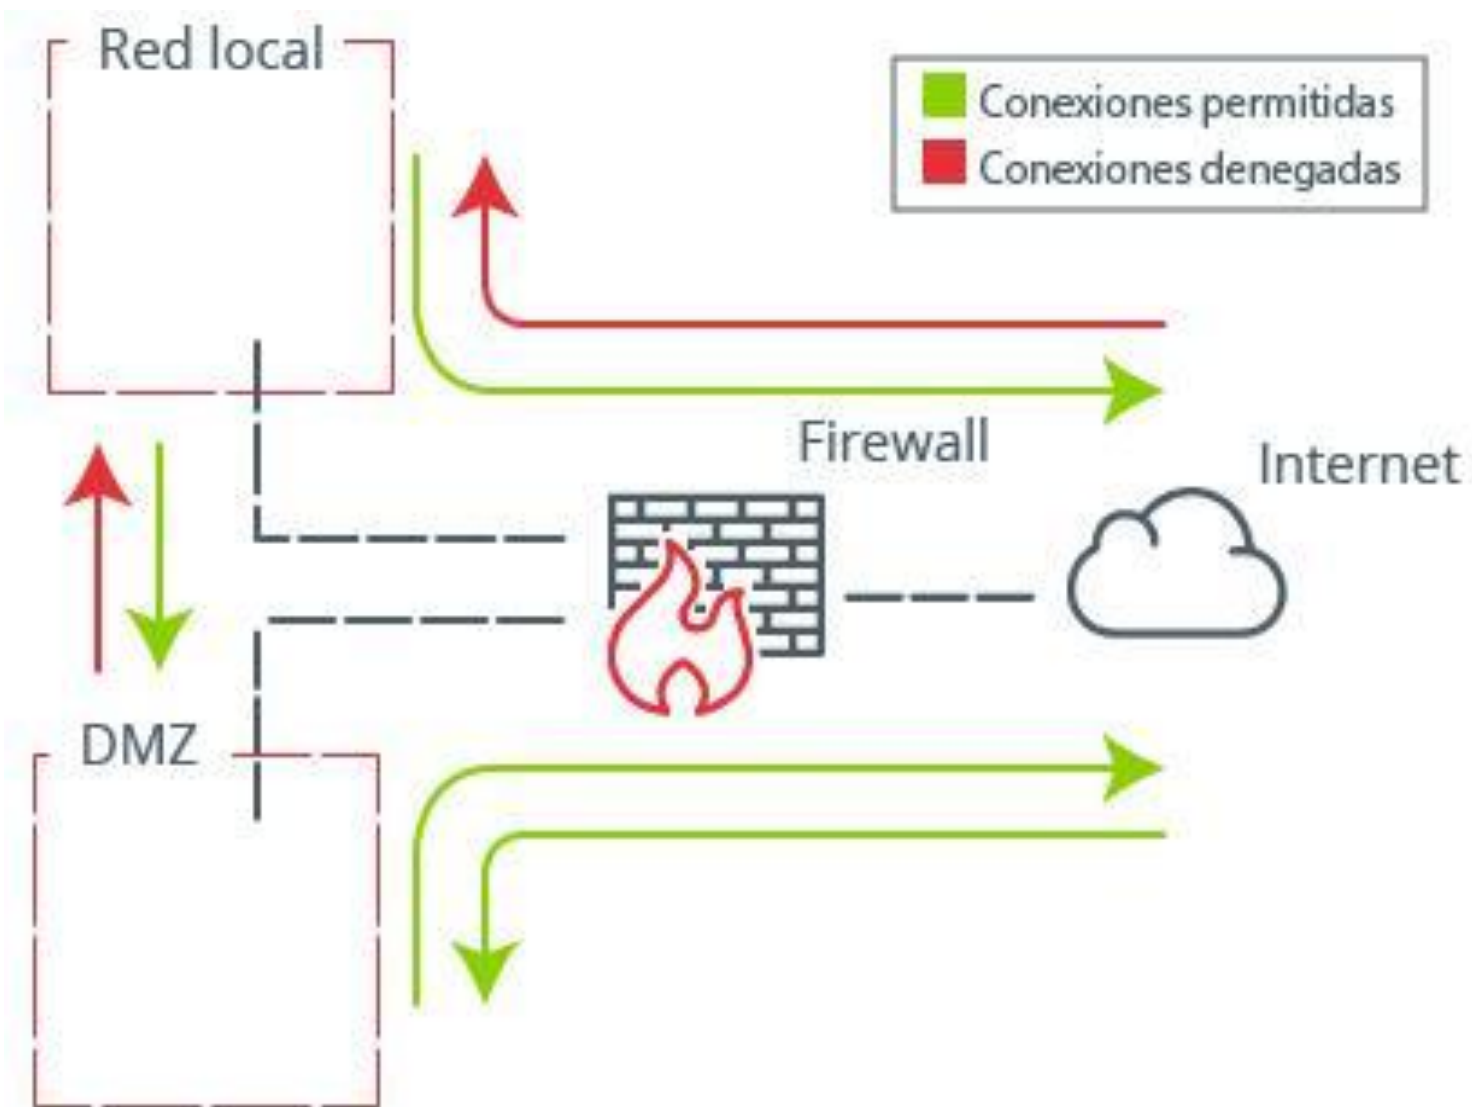 Red local
Conexiones permitidas
Conexiones denegadas
Firewall
Internet
DMZ